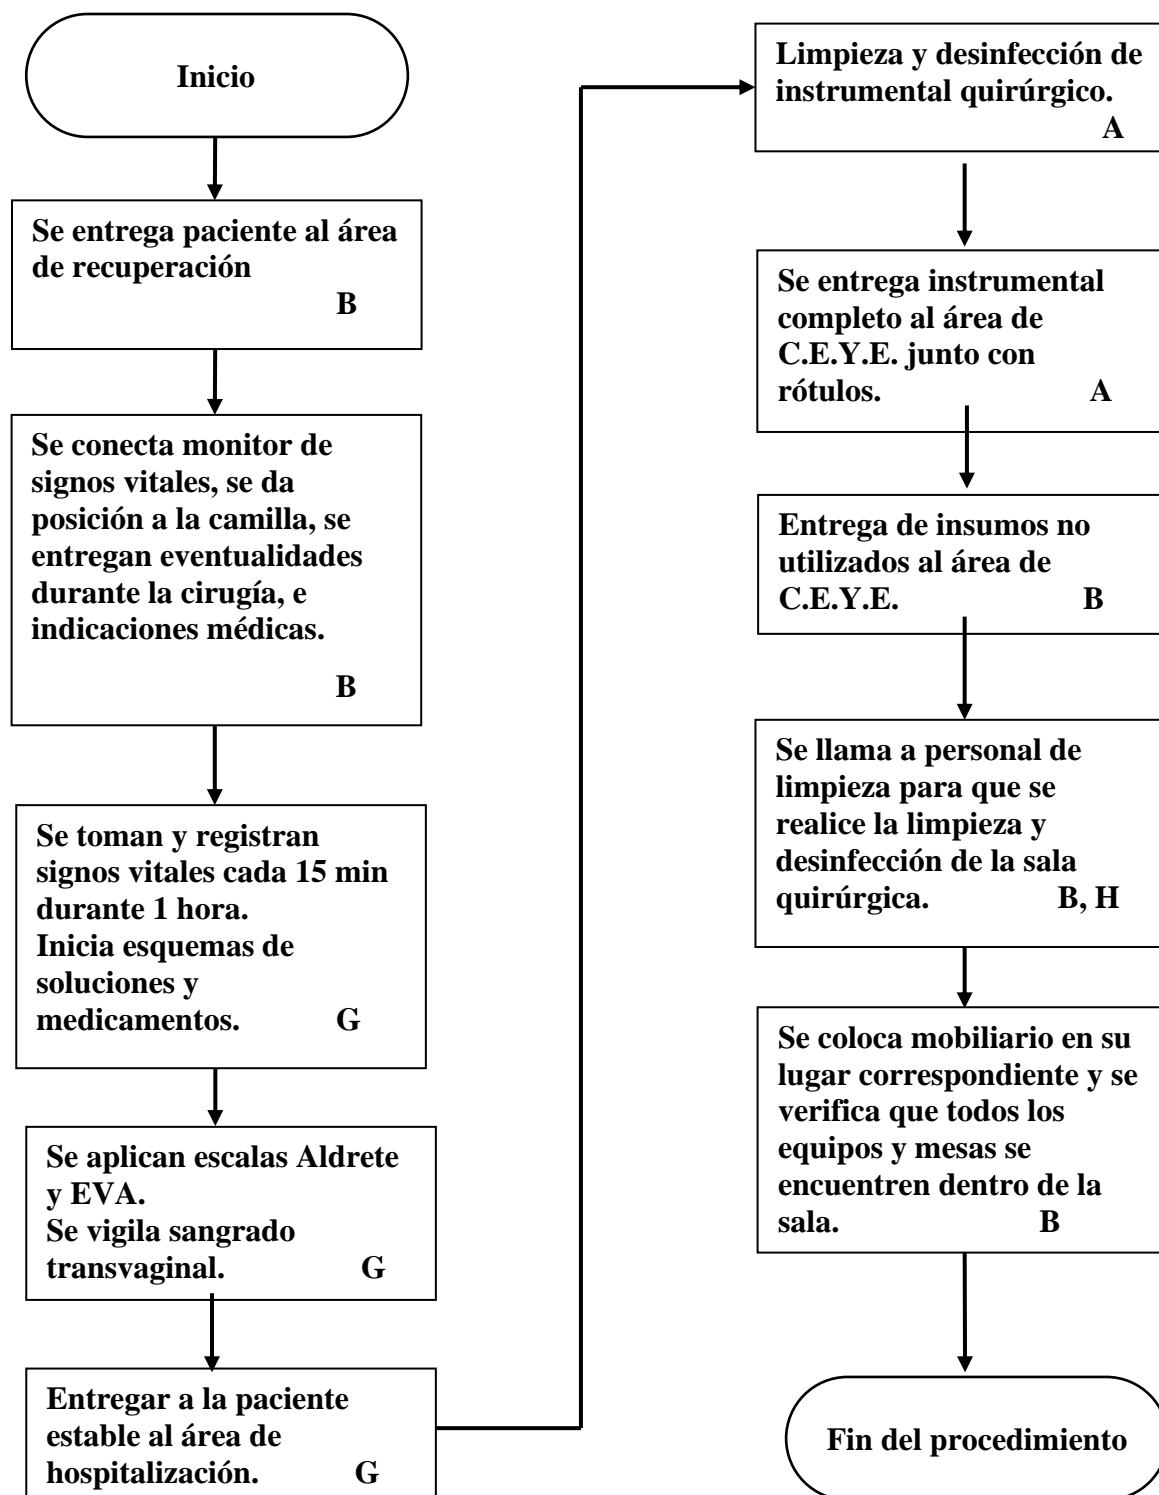 Inicio
Se entrega paciente al área
de recuperación
B
Se conecta monitor de
signos vitales, se da
posición a la camilla, se
entregan eventualidades
durante la cirugía, e
indicaciones médicas.
B
Se toman y registran
signos vitales cada 15 min
durante 1 hora.
Inicia esquemas de
soluciones y
medicamentos. G
Se aplican escalas Aldrete
y EVA.
Se vigila sangrado
transvaginal. G
Entregar a la paciente
estable al área de
hospitalización. G
Limpieza y desinfección de
instrumental quirúrgico.
A
Se entrega instrumental
completo al área de
C.E.Y.E. junto con
rótulos. A
Entrega de insumos no
utilizados al área de
C.E.Y.E. B
Se llama a personal de
limpieza para que se
realice la limpieza y
desinfección de la sala
quirúrgica. B, H
Se coloca mobiliario en su
lugar correspondiente y se
verifica que todos los
equipos y mesas se
encuentren dentro de la
sala. B
Fin del procedimiento